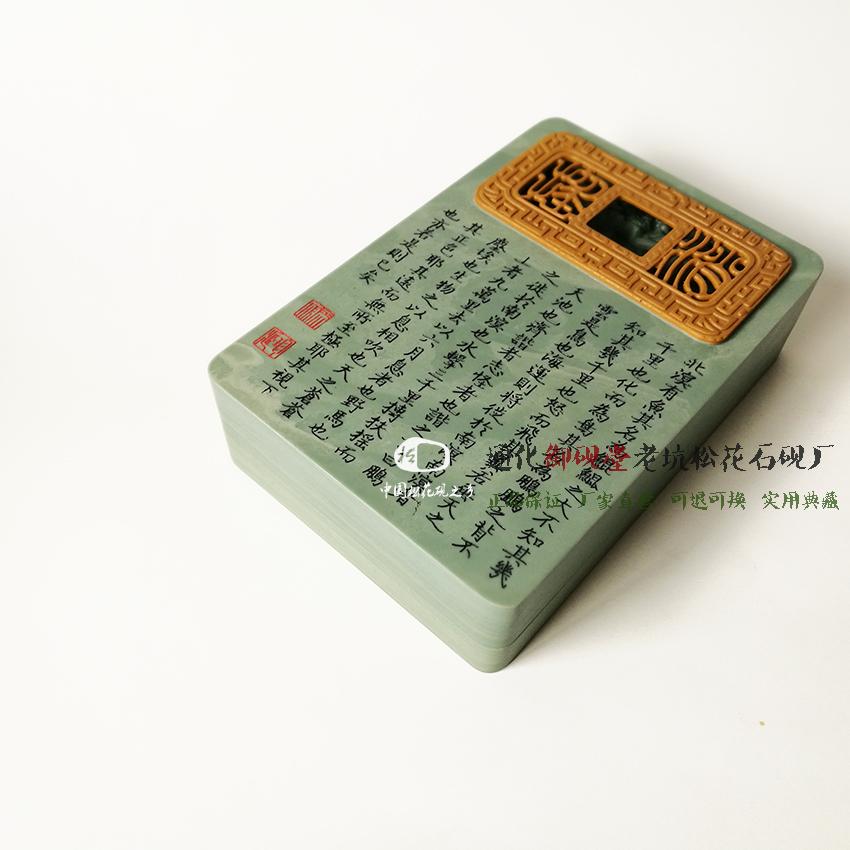 北溟有魚其名為鯤鯤之大不知其幾
千里也化而為鳥其名為鵬鵬之背不
知其幾千里也怒而飛其翼若垂天之
雲是鳥也海運則將徙於南溟南溟者
天池也齊諧者志怪者也諧之言曰鵬
之徙於南溟也水擊三千里摶扶搖而
上者九萬里去以六月息者也野馬也
塵埃也生物之以息相吹也天之蒼蒼
其正色耶其遠而無所至極耶其視下
也亦若是則已矣
中国松花砚之乡
通化御砚堂老坑松花石砚厂
正品保证 厂家直营 可退可换 实用典藏